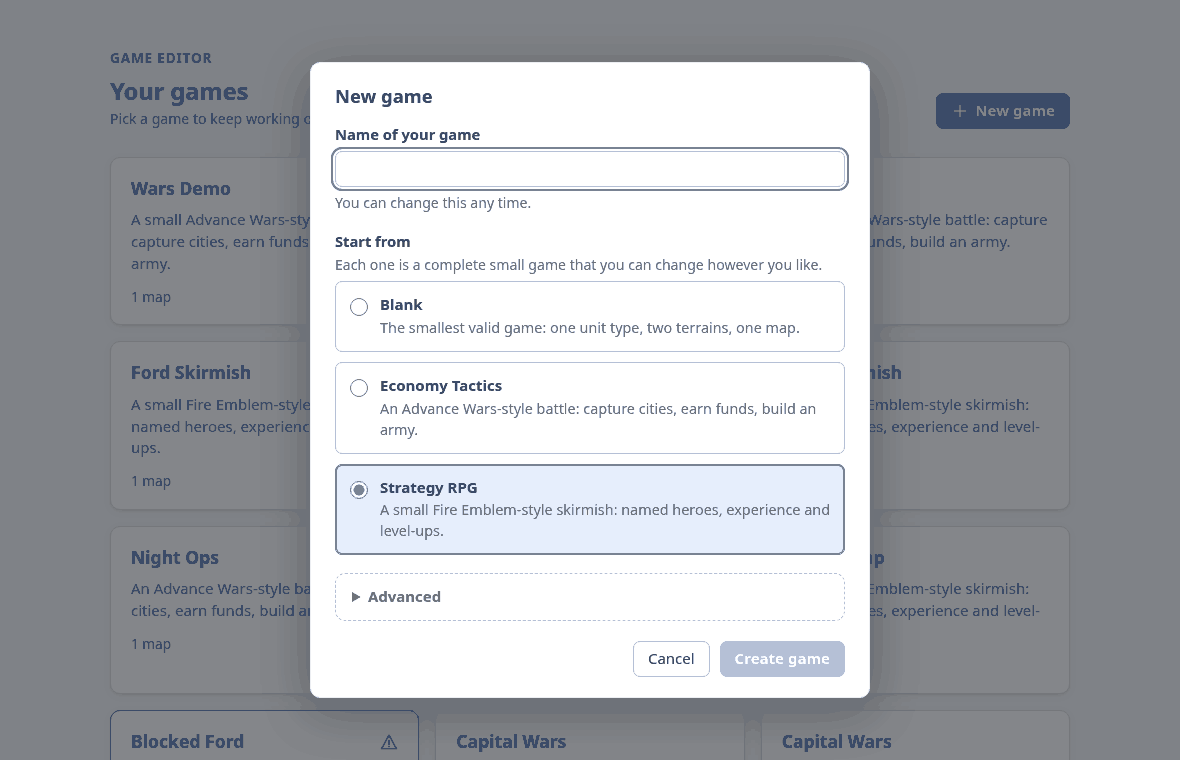 GAME EDITOR
Your games
Pick a game to keep working
New game
Wars Demo
A small Advance Wars-sty
capture cities, earn funds
army.
1 map
Wars-style battle: capture
unds, build an army.
Ford Skirmish
A small Fire Emblem-style
named heroes, experienc
ups.
1 map
nish
Emblem-style skirmish:
es, experience and level-
Night Ops
An Advance Wars-style ba
cities, earn funds, build a
1 map
ap
Emblem-style skirmish:
es, experience and level-
Blocked Ford
Capital Wars
Capital Wars
New game
Name of your game
You can change this any time.
Start from
Each one is a complete small game that you can change however you like.
Blank
The smallest valid game: one unit type, two terrains, one map.
Economy Tactics
An Advance Wars-style battle: capture cities, earn funds, build an
army.
Strategy RPG
A small Fire Emblem-style skirmish: named heroes, experience and
level-ups.
Advanced
Cancel
Create game